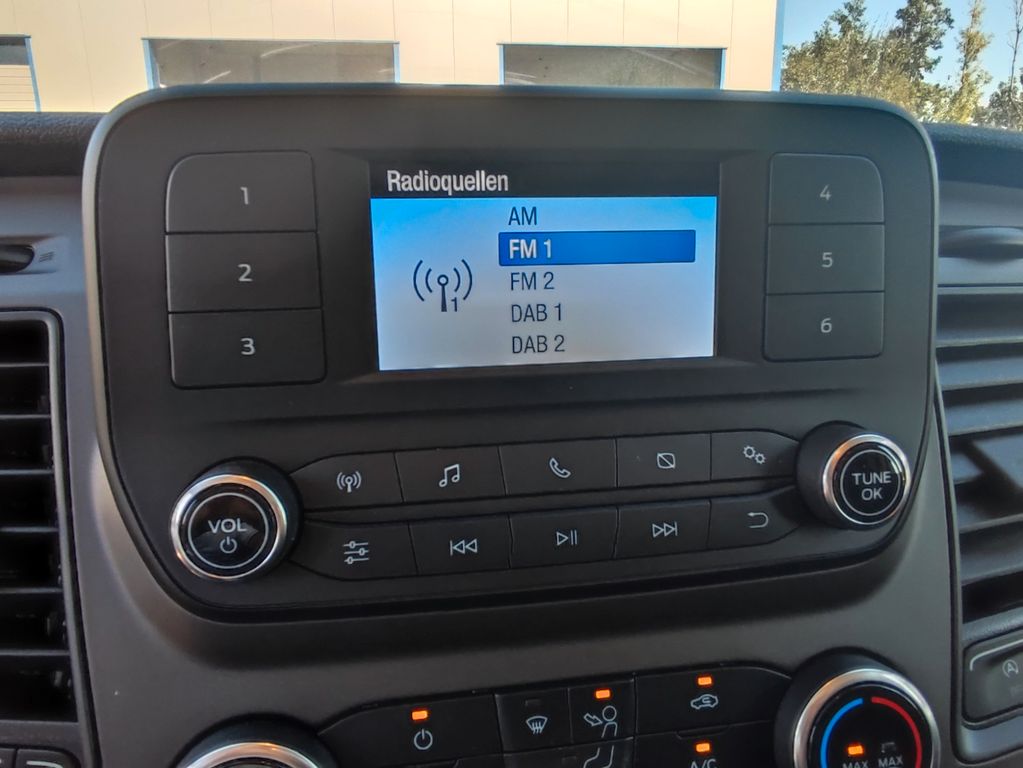 Radioquellen
AM
FM 1
FM 2
DAB 1
DAB 2
1
1
2
3
4
5
6
VOL
TUNE
OK
A/C
MAX
MAX